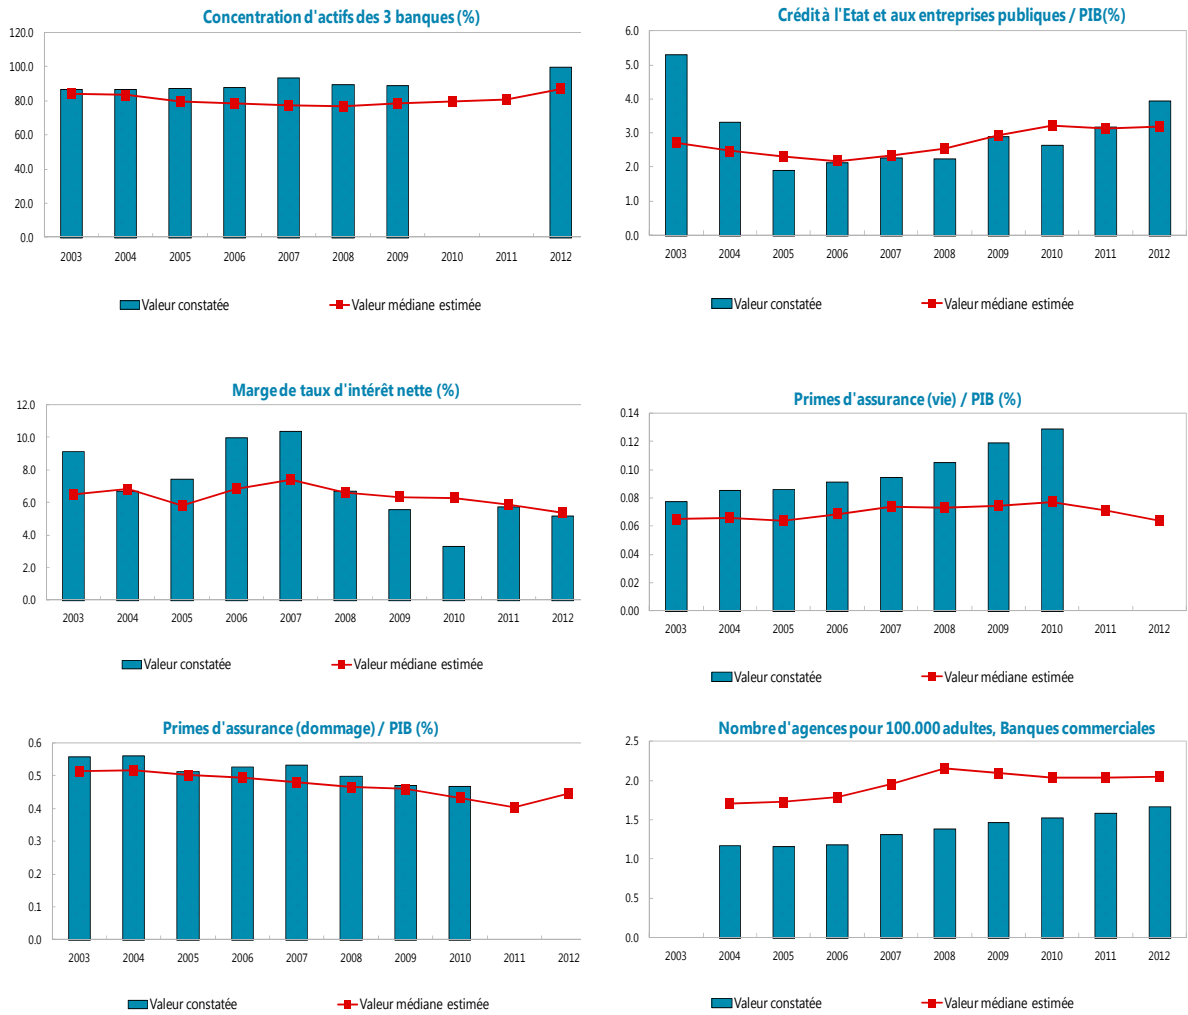 Concentration d'actifs des 3 banques (%)
120.0
100.0
80.0
60.0
40.0
20.0
0.0
2003 2004 2005 2006 2007 2008 2009 2010 2011 2012
Valeur constatée Valeur médiane estimée
Crédit à l'Etat et aux entreprises publiques / PIB(%)
6.0
5.0
4.0
3.0
2.0
1.0
0.0
2003 2004 2005 2006 2007 2008 2009 2010 2011 2012
Valeur constatée Valeur médiane estimée
Marge de taux d'intérêt nette (%)
12.0
10.0
8.0
6.0
4.0
2.0
0.0
2003 2004 2005 2006 2007 2008 2009 2010 2011 2012
Valeur constatée Valeur médiane estimée
Primes d'assurance (vie) / PIB (%)
0.14
0.12
0.10
0.08
0.06
0.04
0.02
0.00
2003 2004 2005 2006 2007 2008 2009 2010 2011 2012
Valeur constatée Valeur médiane estimée
Primes d'assurance (dommage) / PIB (%)
0.6
0.5
0.4
0.3
0.2
0.1
0.0
2003 2004 2005 2006 2007 2008 2009 2010 2011 2012
Valeur constatée Valeur médiane estimée
Nombre d'agences pour 100.000 adultes, Banques commerciales
2.5
2.0
1.5
1.0
0.5
0.0
2003 2004 2005 2006 2007 2008 2009 2010 2011 2012
Valeur constatée Valeur médiane estimée